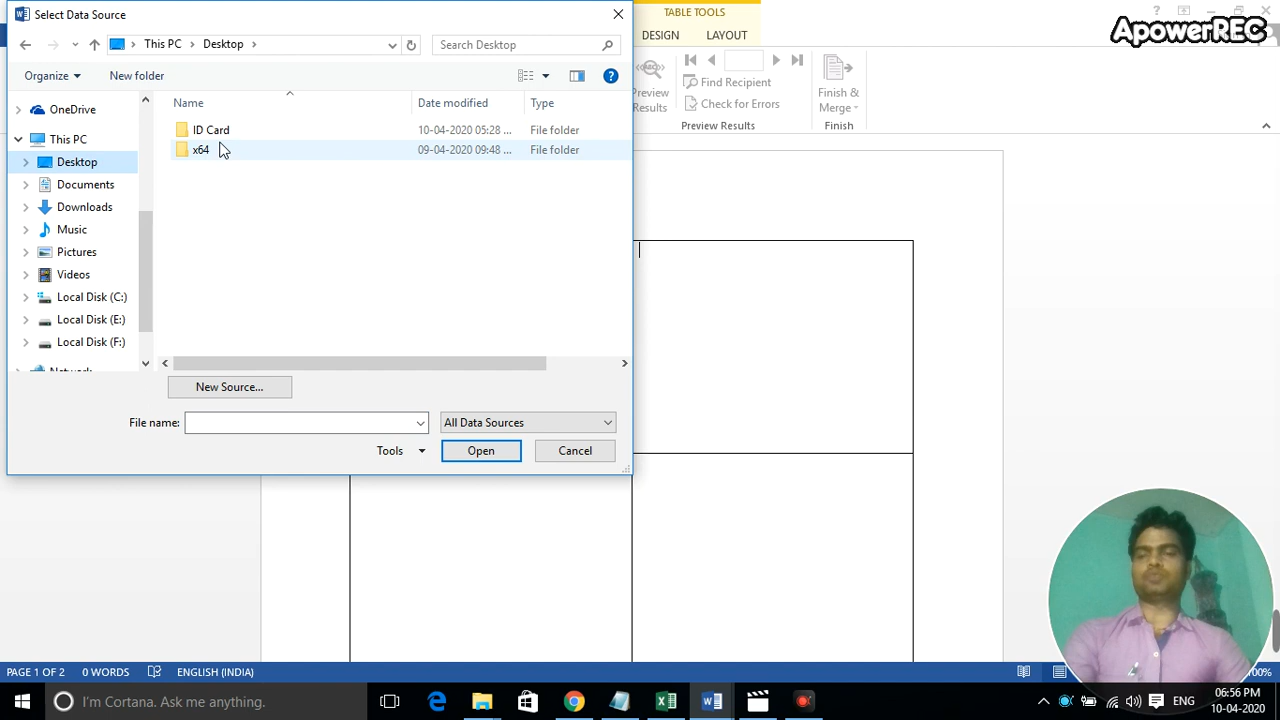 Select Data Source
TABLE TOOLS
ApowerREC
This PC
Desktop
Search Desktop
DESIGN
LAYOUT
Organize
New folder
Preview Results
Find Recipient
Check for Errors
Finish & Merge
Preview Results
Finish
Name
Date modified
Type
ID Card
10-04-2020 05:28 ...
File folder
x64
09-04-2020 09:48 ...
File folder
OneDrive
This PC
Desktop
Documents
Downloads
Music
Pictures
Videos
Local Disk (C:)
Local Disk (E:)
Local Disk (F:)
Network
New Source...
File name:
All Data Sources
Tools
Open
Cancel
PAGE 1 OF 2
0 WORDS
ENGLISH (INDIA)
100%
I'm Cortana. Ask me anything.
ENG
06:56 PM
10-04-2020